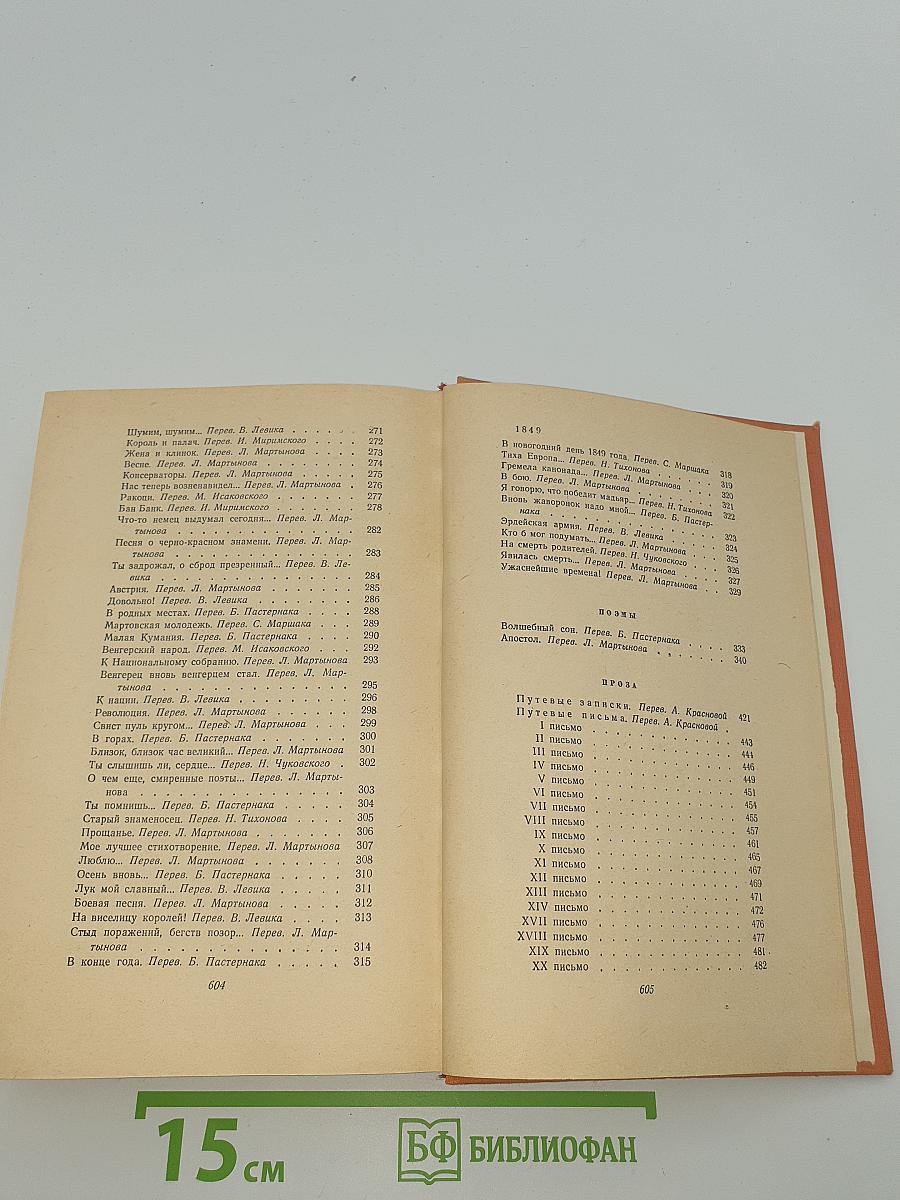 Шумим, шумим... Перев. В. Левика . . . . . . 271
Король и палач. Перев. И. Миримского . . . . 272
Жена и клинок. Перев. Л. Мартынова . . . . 273
Весне. Перев. Л. Мартынова . . . . . . . . 274
Консерваторы. Перев. Л. Мартынова . . . . . 275
Нас теперь возненавидел... Перев. Л. Мартынова . 276
Ракоци. Перев. М. Исаковского . . . . . . . 277
Бан Банк. Перев. И. Миримского . . . . . . . 278
Что-то немец выдумал сегодня... Перев. Л. Мар-
тынова . . . . . . . . . . . . . . . 282
Песня о черно-красном знамени. Перев. Л. Мар-
тынова . . . . . . . . . . . . . . . 283
Ты задрожал, о сброд презренный... Перев. В. Ле-
вика . . . . . . . . . . . . . . . . 284
Австрия. Перев. Л. Мартынова . . . . . . . 285
Довольно! Перев. В. Левика . . . . . . . . 286
В родных местах. Перев. Б. Пастернака . . . . 288
Мартовская молодежь. Перев. С. Маршака . . . 289
Малая Кумания. Перев. Б. Пастернака . . . . 290
Венгерский народ. Перев. М. Исаковского . . . 292
К Национальному собранию. Перев. Л. Мартынова 293
Венгерец вновь венгерцем стал. Перев. Л. Мар-
тынова . . . . . . . . . . . . . . . 295
К нации. Перев. В. Левика . . . . . . . . . 296
Революция. Перев. Л. Мартынова . . . . . . 298
Свист пуль кругом... Перев. Л. Мартынова . . . 299
В горах. Перев. Б. Пастернака . . . . . . . 300
Близок, близок час великий... Перев. Л. Мартынова 301
Ты слышишь ли, сердце... Перев. Н. Чуковского . 302
О чем еще, смиренные поэты... Перев. Л. Марты-
нова . . . . . . . . . . . . . . . . 303
Ты помнишь... Перев. Б. Пастернака . . . . . 304
Старый знаменосец. Перев. Н. Тихонова . . . . 305
Прощанье. Перев. Л. Мартынова . . . . . . . 306
Мое лучшее стихотворение. Перев. Л. Мартынова 307
Люблю... Перев. Л. Мартынова . . . . . . . 308
Осень вновь... Перев. Б. Пастернака . . . . . 310
Лук мой славный... Перев. В. Левика . . . . . 311
Боевая песня. Перев. Л. Мартынова . . . . . 312
На виселицу королей! Перев. В. Левика . . . . 313
Стыд поражений, бегств позор... Перев. Л. Мар-
тынова . . . . . . . . . . . . . . . 314
В конце года. Перев. Б. Пастернака . . . . . 315
604
1849
В новогодний день 1849 года. Перев. С. Маршака 318
Тиха Европа... Перев. Н. Тихонова . . . . . 319
Гремела канонада... Перев. Л. Мартынова . . . 320
В бою. Перев. Л. Мартынова . . . . . . . 321
Я говорю, что победит мадьяр... Перев. Н. Тихонова 322
Вновь жаворонок надо мной... Перев. Б. Пастер-
нака . . . . . . . . . . . . . . . 323
Эрдейская армия. Перев. В. Левика . . . . . 324
Кто б мог подумать... Перев. Л. Мартынова . . 325
На смерть родителей. Перев. Н. Чуковского . . 326
Явилась смерть... Перев. Л. Мартынова . . . . 327
Ужаснейшие времена! Перев. Л. Мартынова . . 329
ПОЭМЫ
Волшебный сон. Перев. Б. Пастернака . . . . 333
Апостол. Перев. Л. Мартынова . . . . . . . 340
ПРОЗА
Путевые записки. Перев. А. Красновой 421
Путевые письма. Перев. А. Красновой .
I письмо . . . . . . . . . . . . 443
II письмо . . . . . . . . . . . . 444
III письмо . . . . . . . . . . . . 446
IV письмо . . . . . . . . . . . . 449
V письмо . . . . . . . . . . . . 451
VI письмо . . . . . . . . . . . . 454
VII письмо . . . . . . . . . . . . 455
VIII письмо . . . . . . . . . . . . 457
IX письмо . . . . . . . . . . . . 461
X письмо . . . . . . . . . . . . 465
XI письмо . . . . . . . . . . . . 467
XII письмо . . . . . . . . . . . . 469
XIII письмо . . . . . . . . . . . . 471
XIV письмо . . . . . . . . . . . . 472
XVII письмо . . . . . . . . . . . . 476
XVIII письмо . . . . . . . . . . . . 477
XIX письмо . . . . . . . . . . . . 481
XX письмо . . . . . . . . . . . . 482
605
15 см
БФ БИБЛИОФАН